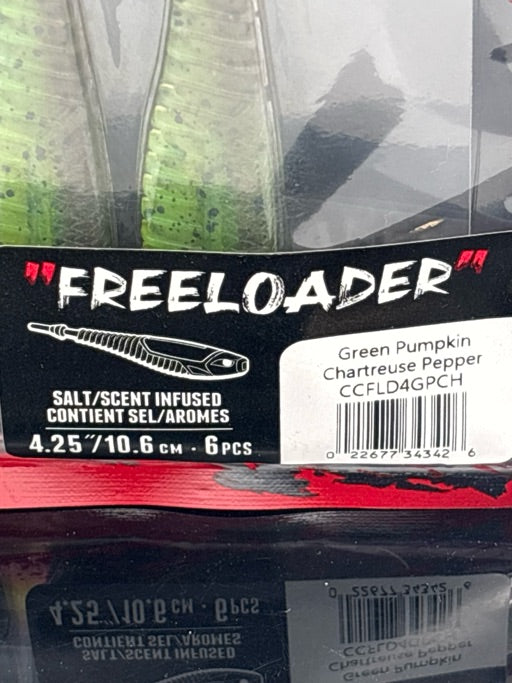 "FREELOADER"
SALT/SCENT INFUSED
CONTIENT SEL/AROMES
4.25″/10.6 CM · 6 PCS
Green Pumpkin
Chartreuse Pepper
CCFLD4GPCH
0 22677 34342 6